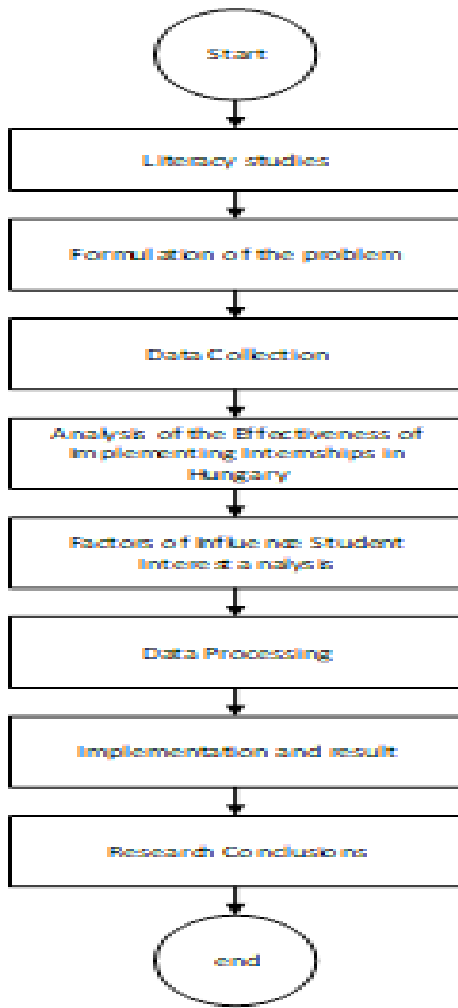 Start
Literacy studies
Formulation of the problem
Data Collection
Analysis of the Effectiveness of
Implementing Internships in
Hungary
Factors of Influence Student
Interest analysis
Data Processing
Implementation and result
Research Conclusions
end